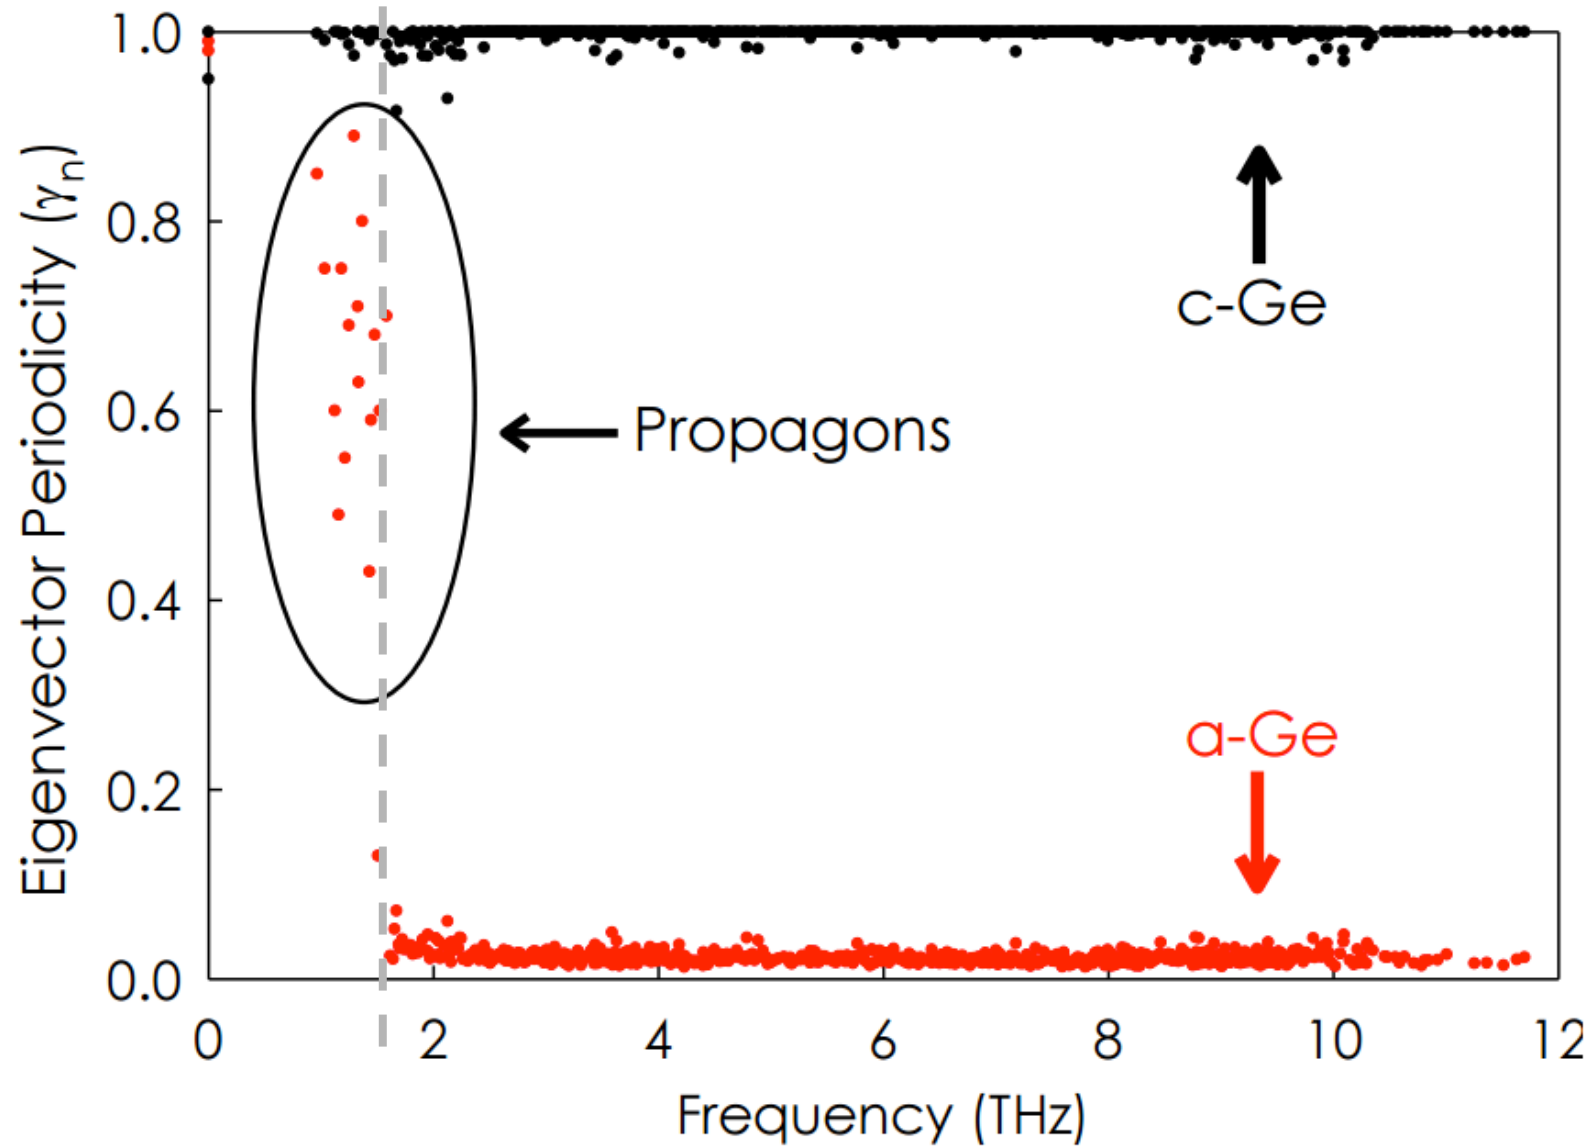 Eigenvector Periodicity (γn)
1.0
0.8
0.6
0.4
0.2
0.0
c-Ge
Propagons
a-Ge
0 2 4 6 8 10 12
Frequency (THz)